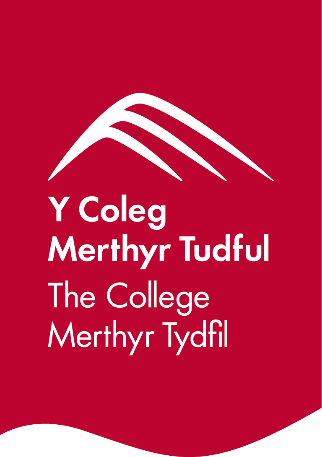 Y Coleg
Merthyr Tudful
The College
Merthyr Tydfil